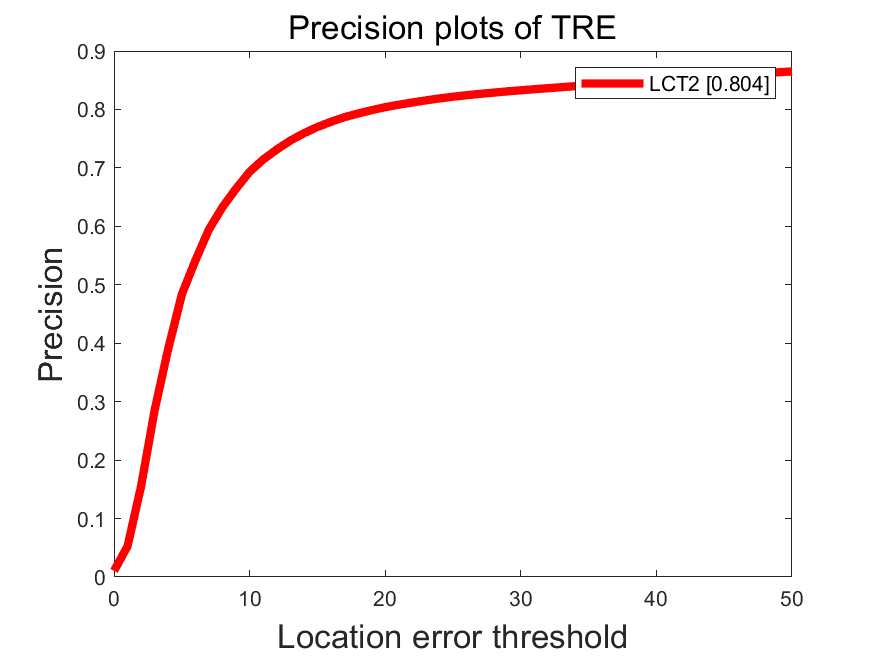 Precision plots of TRE
LCT2 [0.804]
Precision
0.9
0.8
0.7
0.6
0.5
0.4
0.3
0.2
0.1
0
0 10 20 30 40 50
Location error threshold